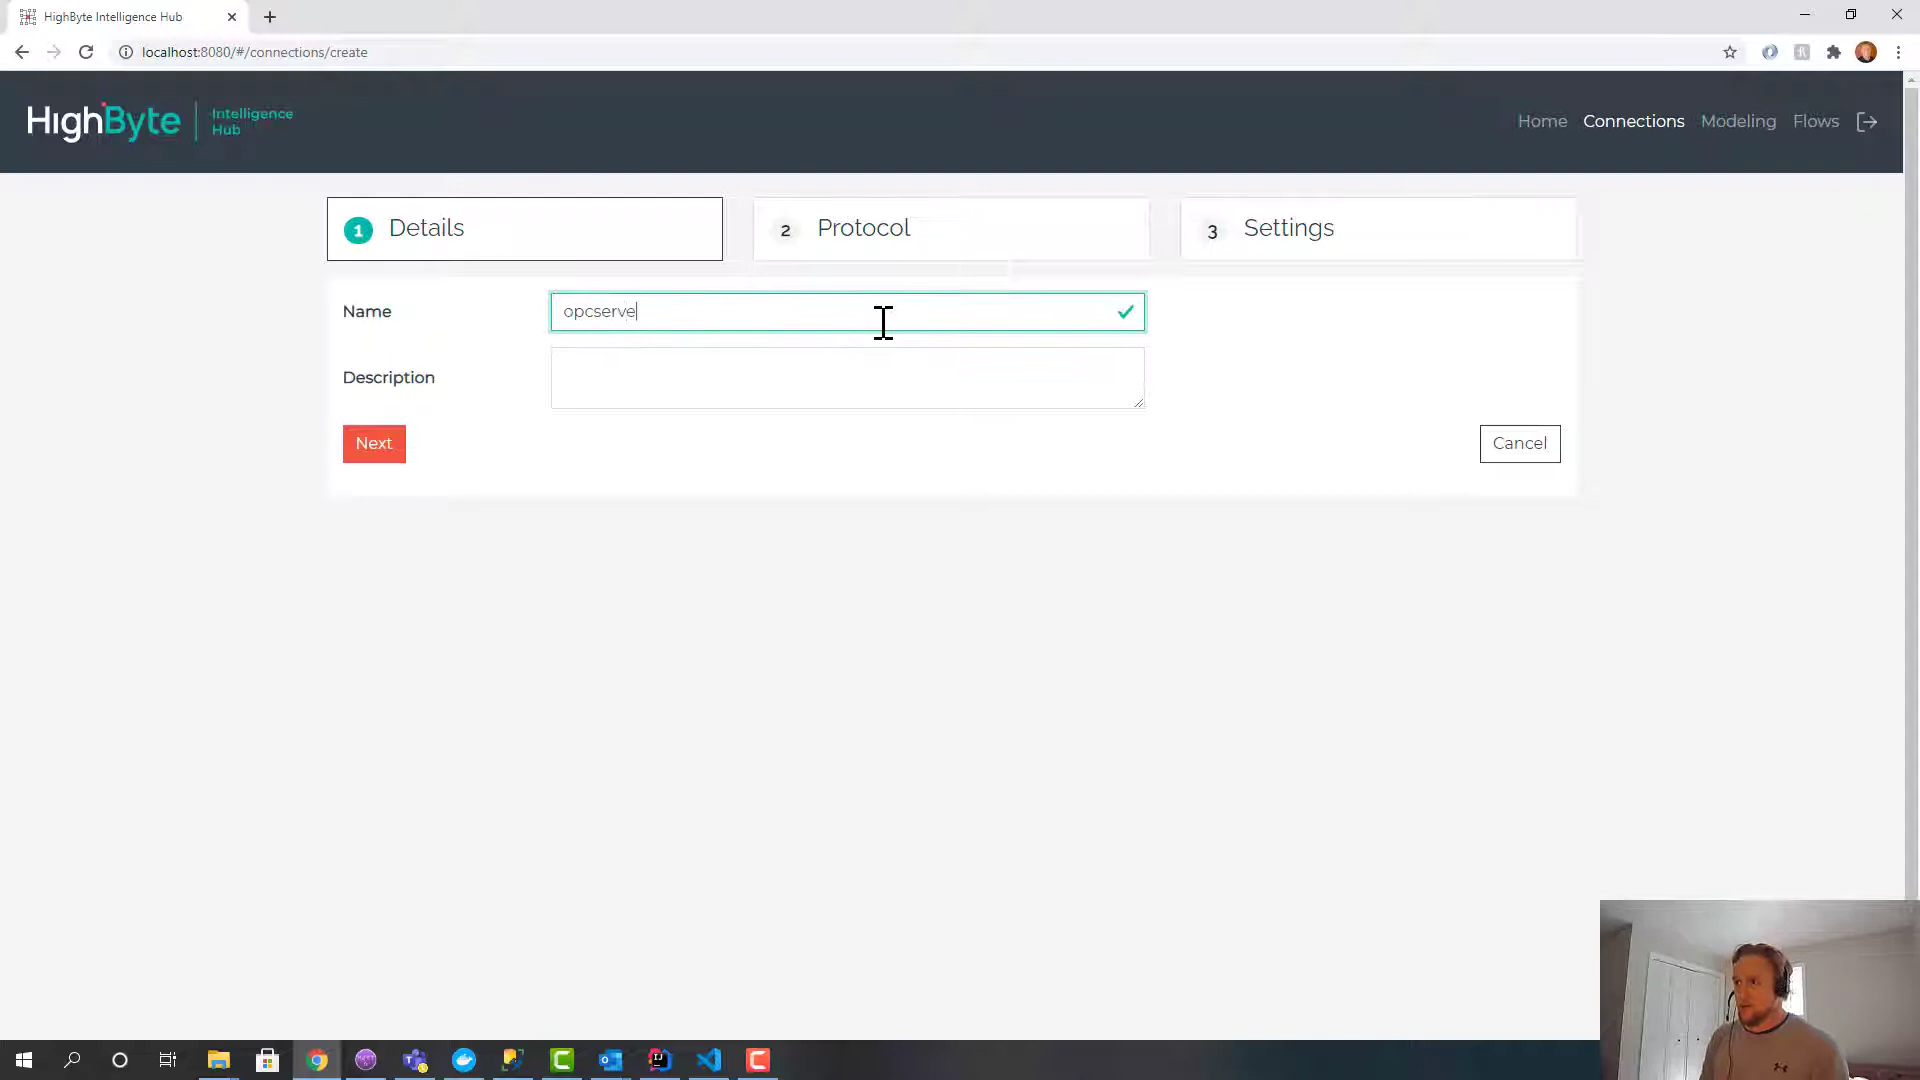 HighByte Intelligence Hub
localhost:8080/#/connections/create
HighByte
Intelligence
Hub
Home
Connections
Modeling
Flows
1 Details
2 Protocol
3 Settings
Name
opcserve
Description
Next
Cancel